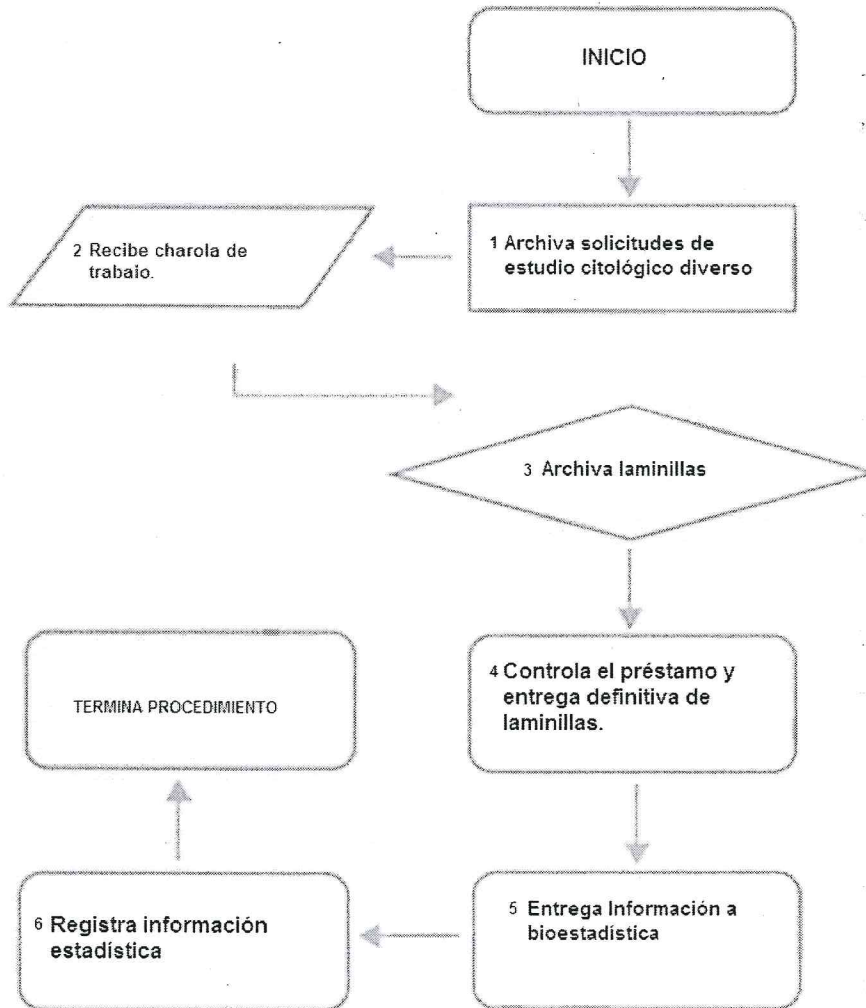 INICIO
1 Archiva solicitudes de
estudio citológico diverso
2 Recibe charola de
trabaio.
3 Archiva laminillas
4 Controla el préstamo y
entrega definitiva de
laminillas.
5 Entrega Información a
bioestadística
6 Registra información
estadística
TERMINA PROCEDIMIENTO